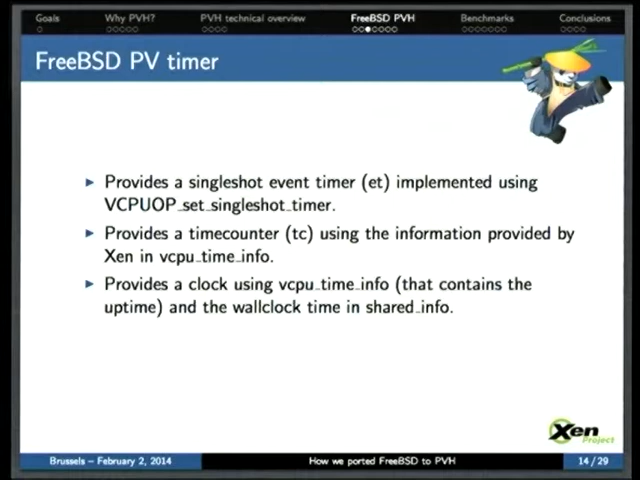 Goals Why PVH? PVH technical overview FreeBSD PVH Benchmarks Conclusions
FreeBSD PV timer
Provides a singleshot event timer (et) implemented using
VCPUOP_set_singleshot_timer.
Provides a timecounter (tc) using the information provided by
Xen in vcpu_time_info.
Provides a clock using vcpu_time_info (that contains the
uptime) and the wallclock time in shared_info.
Xen
Project
Brussels – February 2, 2014 How we ported FreeBSD to PVH 14 / 29